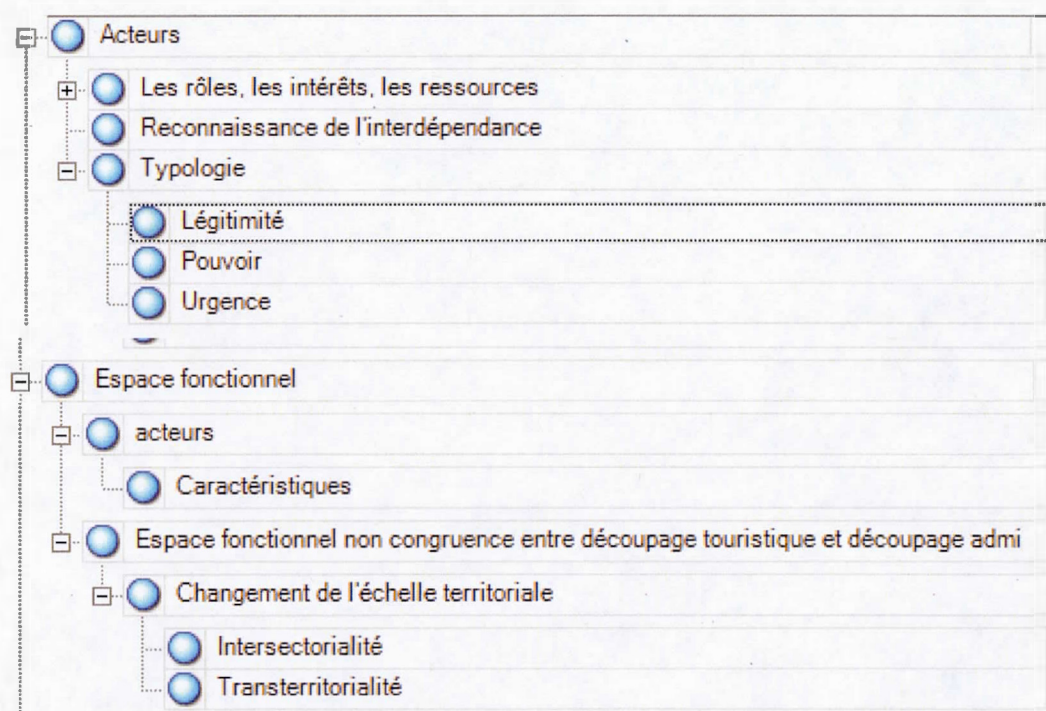 Acteurs
Les rôles, les intérêts, les ressources
Reconnaissance de l'interdépendance
Typologie
Légitimité
Pouvoir
Urgence
Espace fonctionnel
acteurs
Caractéristiques
Espace fonctionnel non congruence entre découpage touristique et découpage admi
Changement de l'échelle territoriale
Intersectorialité
Transterritorialité